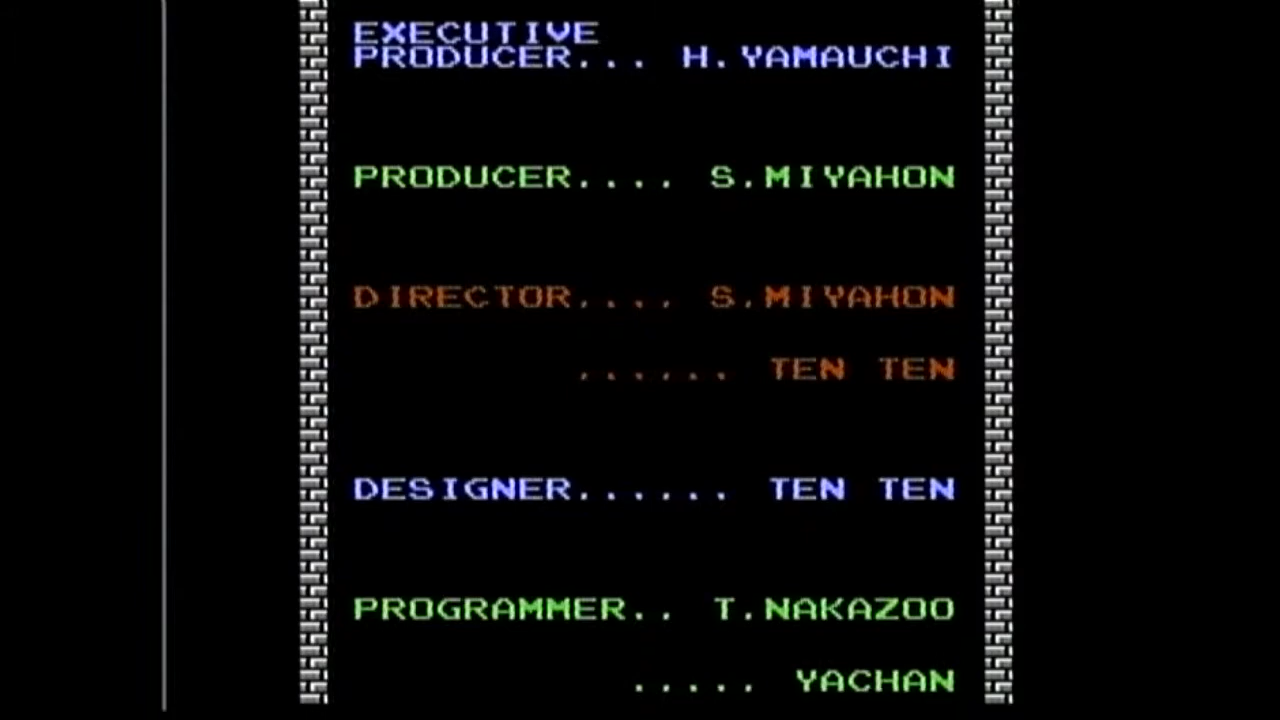 EXECUTIVE
PRODUCER... H.YAMAUCHI
PRODUCER.... S.MIYAHON
DIRECTOR.... S.MIYAHON
...... TEN TEN
DESIGNER...... TEN TEN
PROGRAMMER.. T.NAKAZOO
..... YACHAN